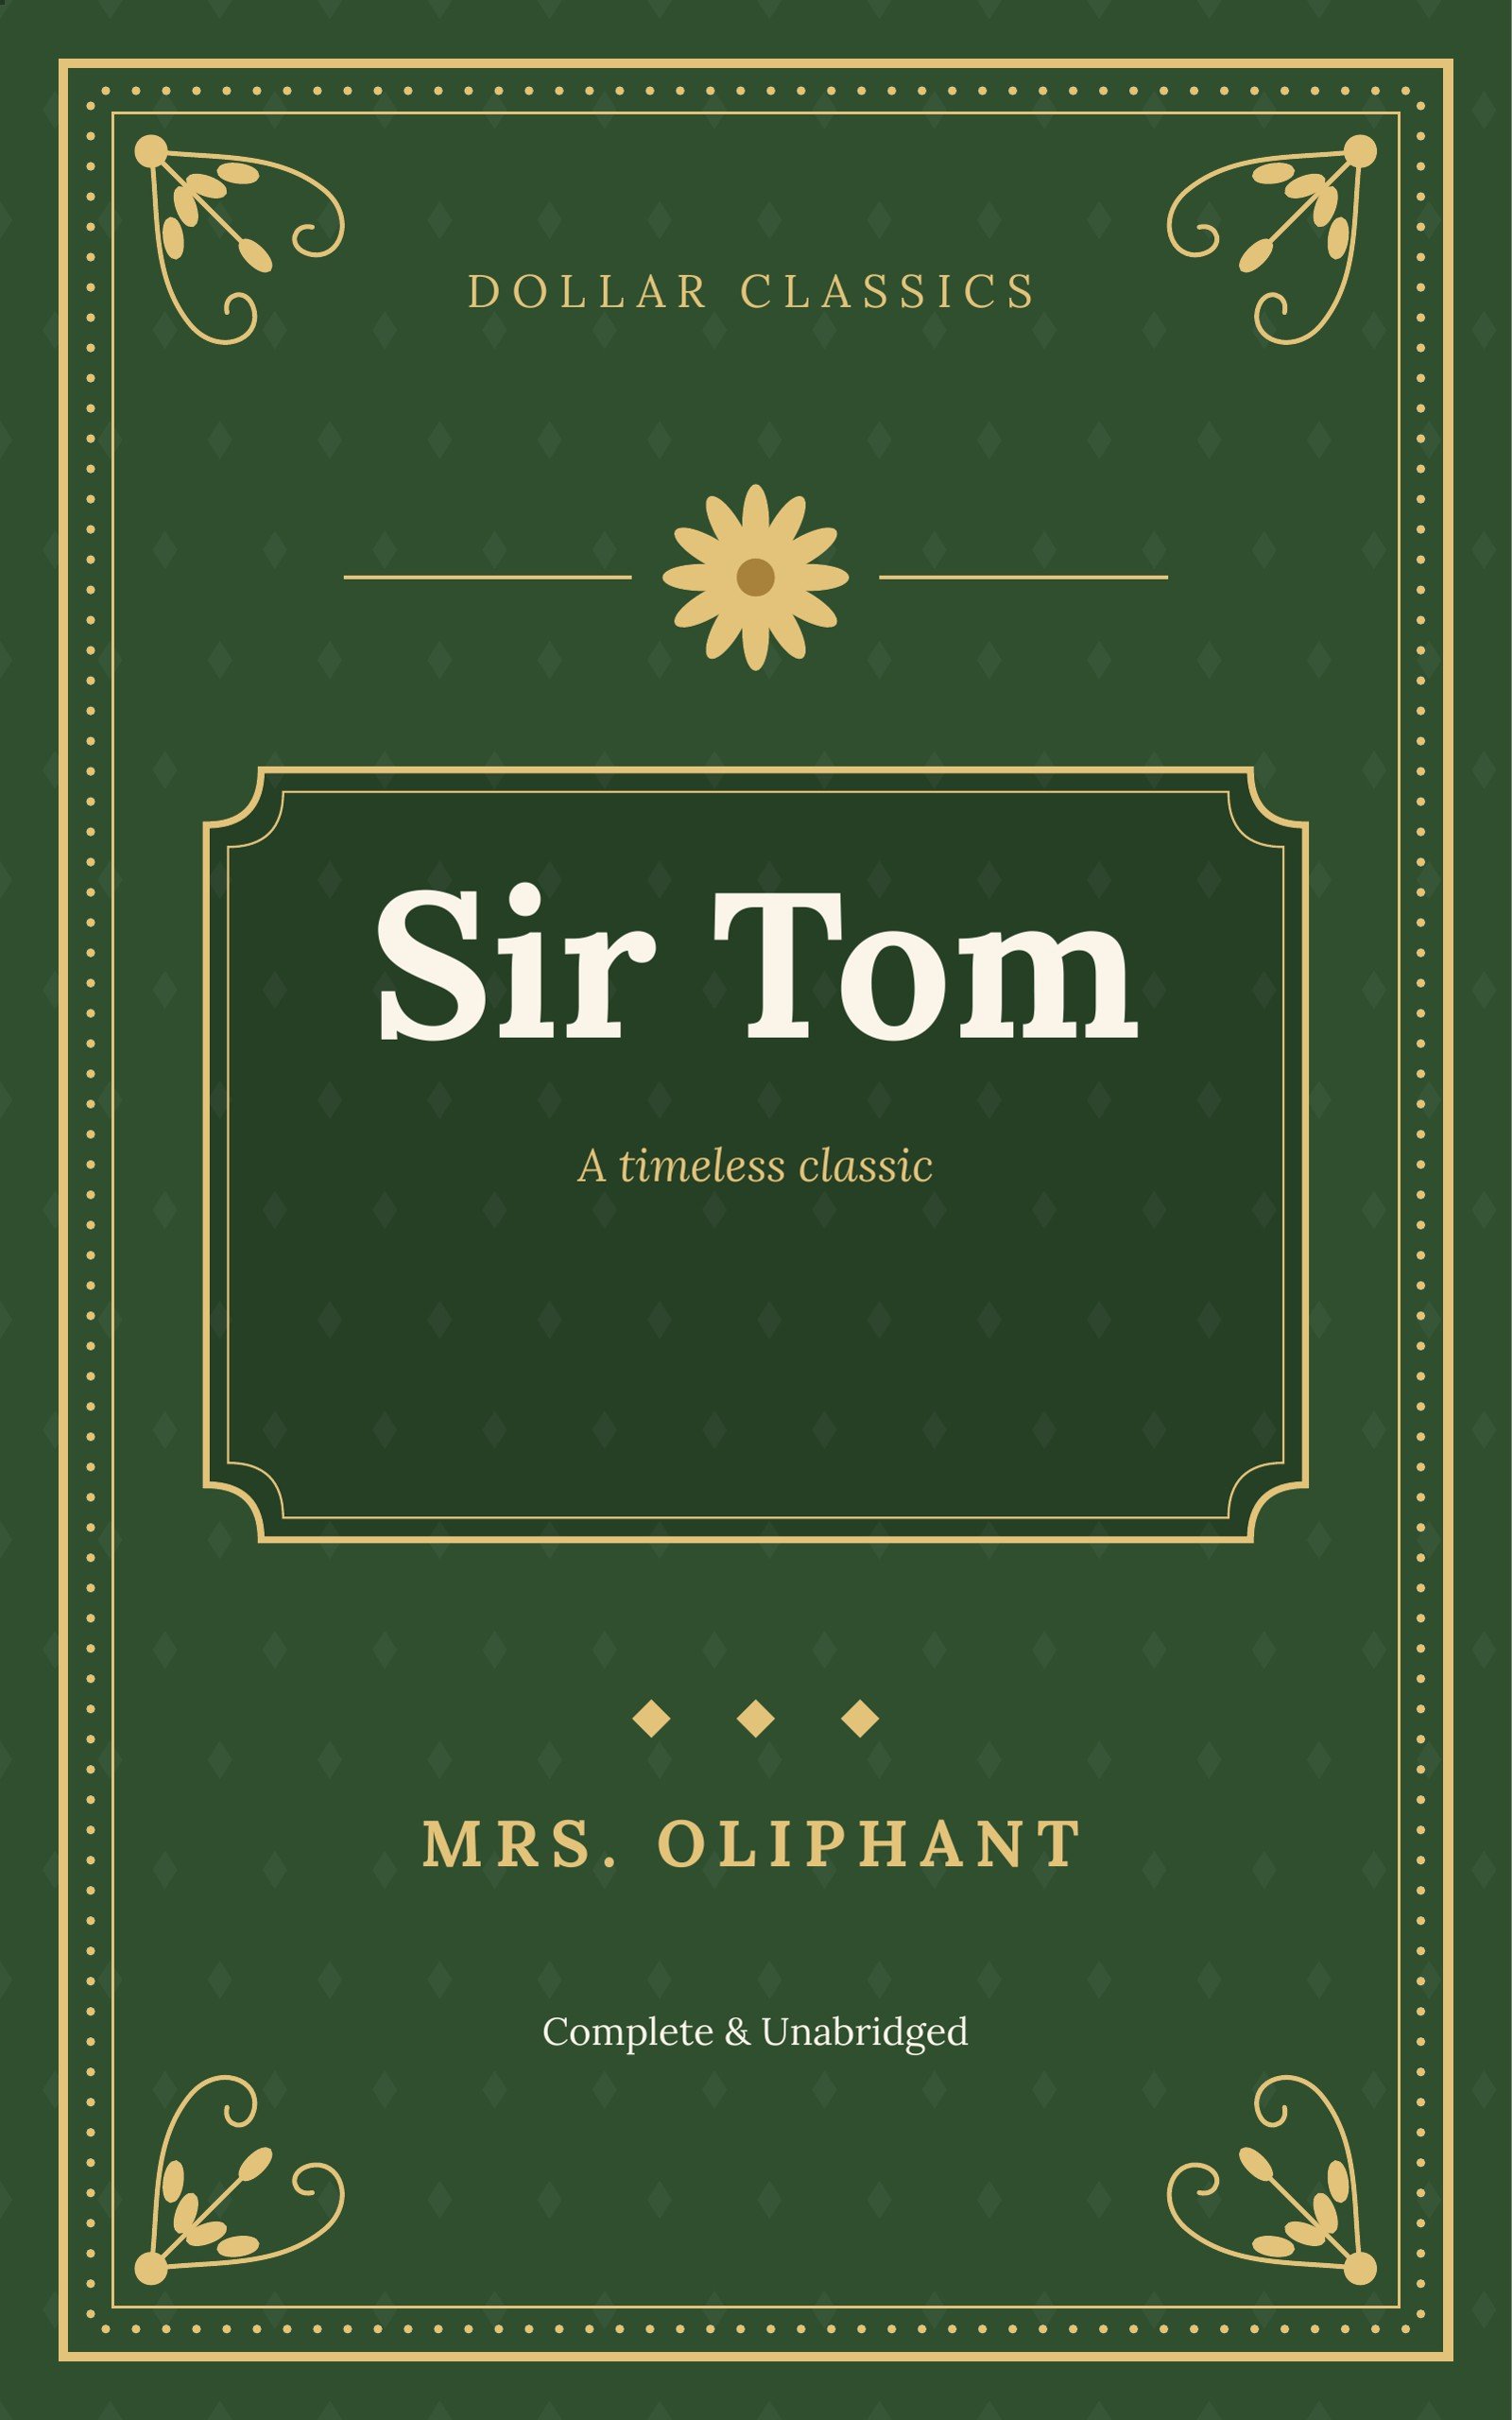 DOLLAR CLASSICS
Sir Tom
A timeless classic
MRS. OLIPHANT
Complete & Unabridged